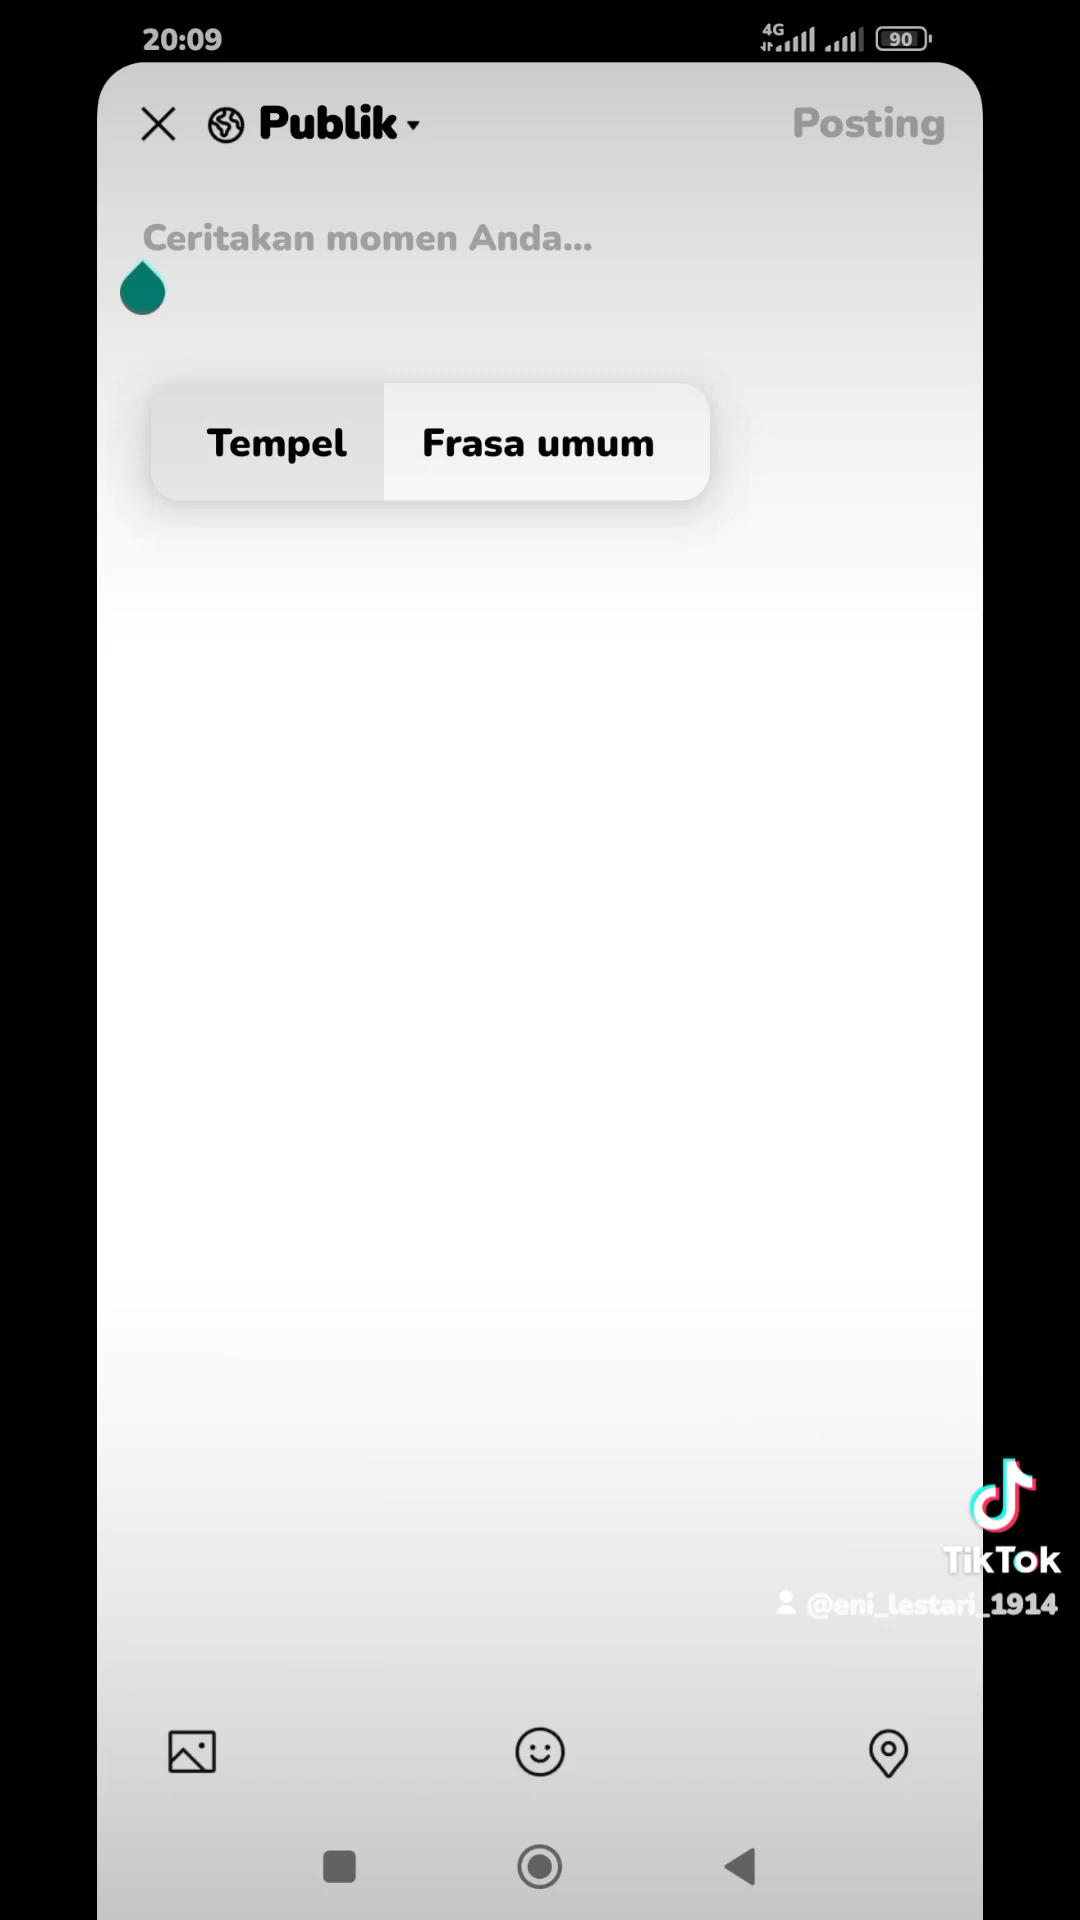 20:09
4G
90
Publik
Posting
Ceritakan momen Anda...
Tempel
Frasa umum
TikTok
@eni_lestari_1914